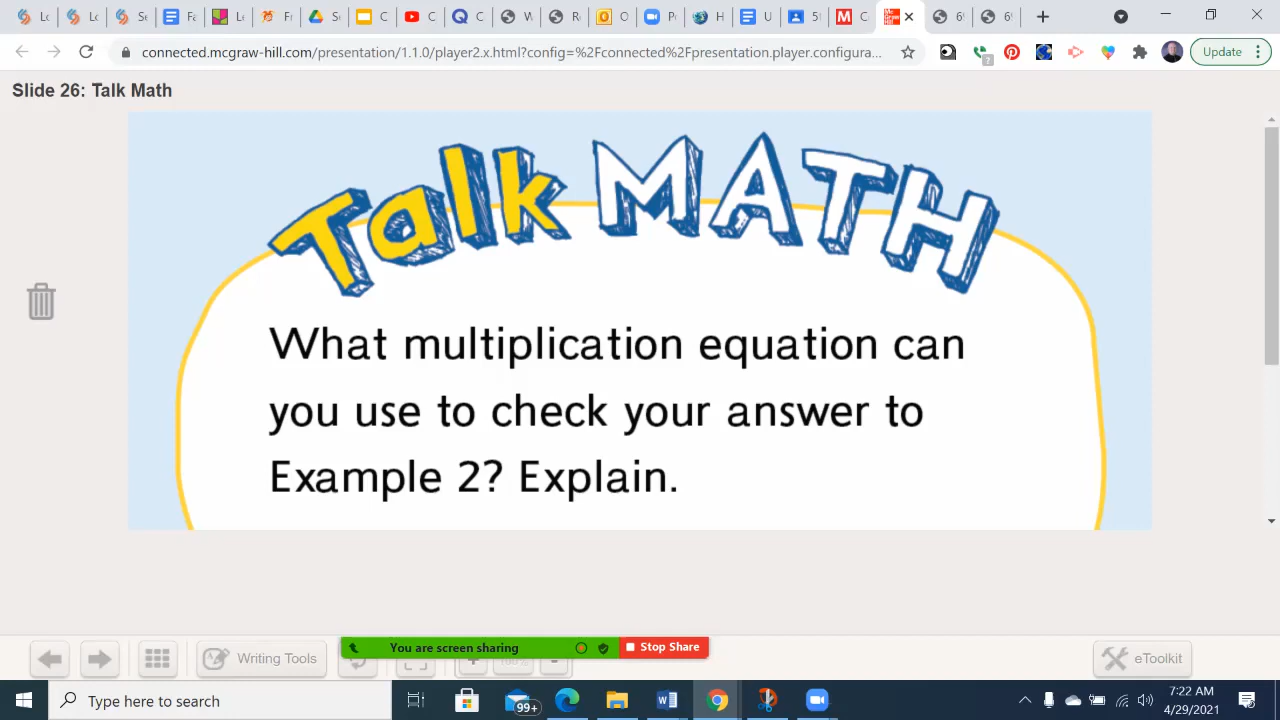 connected.mcgraw-hill.com/presentation/1.1.0/player2.x.html?config=%2Fconnected%2Fpresentation.player.configura...
Update
Slide 26: Talk Math
Talk MATH
What multiplication equation can
you use to check your answer to
Example 2? Explain.
You are screen sharing
Stop Share
Writing Tools
eToolkit
Type here to search
99+
7:22 AM
4/29/2021